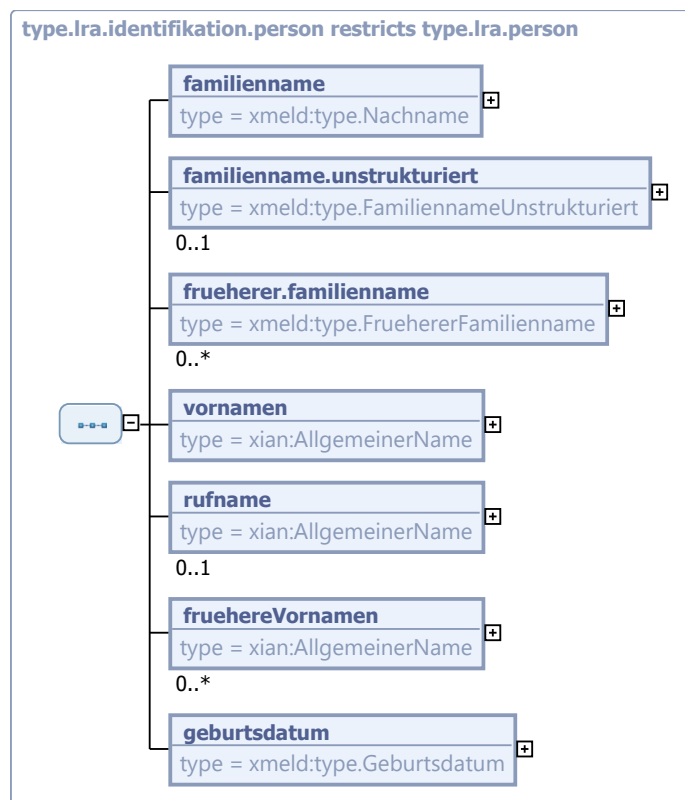 type.lra.identifikation.person restricts type.lra.person
familienname
type = xmeld:type.Nachname
familienname.unstrukturiert
type = xmeld:type.FamiliennameUnstrukturiert
0..1
frueherer.familienname
type = xmeld:type.FruehererFamilienname
0..*
vornamen
type = xian:AllgemeinerName
rufname
type = xian:AllgemeinerName
0..1
fruehereVornamen
type = xian:AllgemeinerName
0..*
geburtsdatum
type = xmeld:type.Geburtsdatum